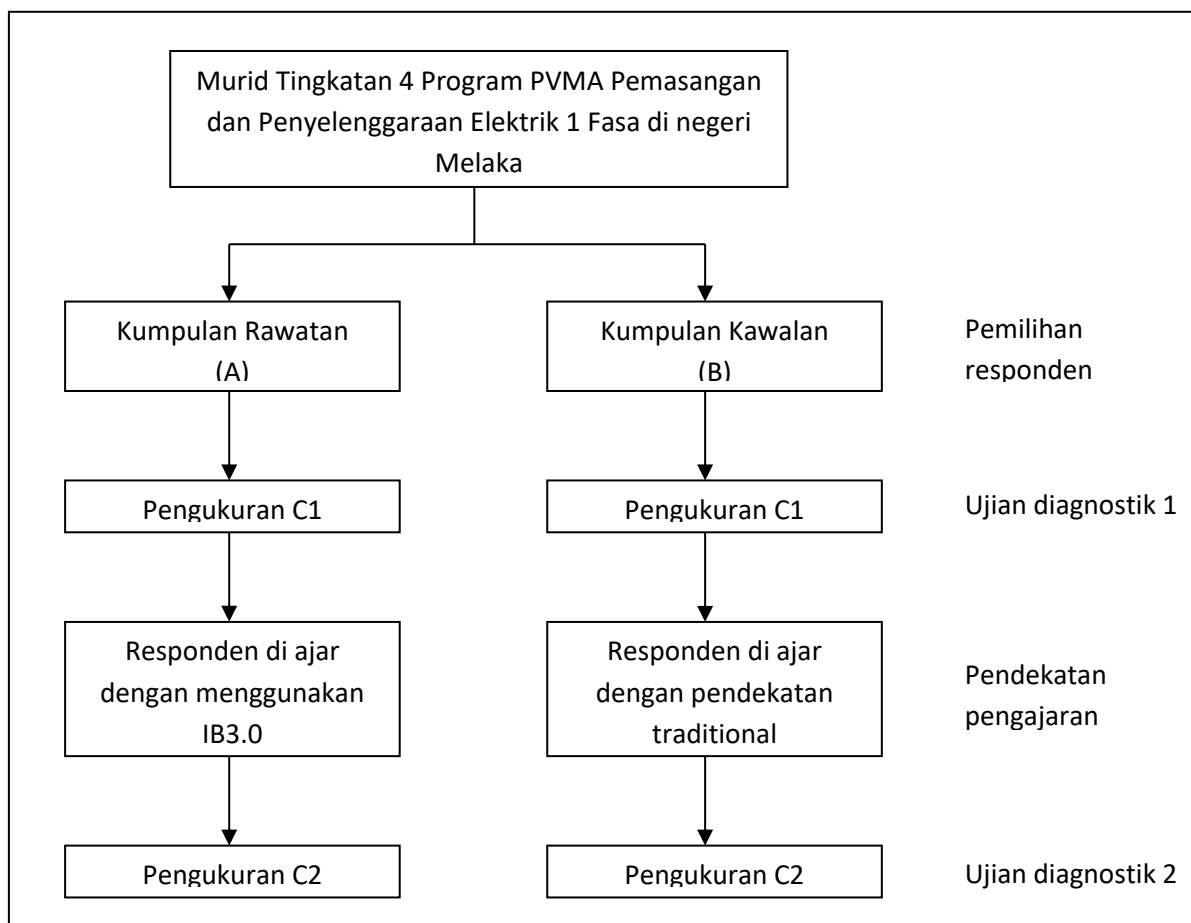 Murid Tingkatan 4 Program PVMA Pemasangan
dan Penyelenggaraan Elektrik 1 Fasa di negeri
Melaka
Kumpulan Rawatan
(A)
Kumpulan Kawalan
(B)
Pemilihan
responden
Pengukuran C1
Pengukuran C1
Ujian diagnostik 1
Responden di ajar
dengan menggunakan
IB3.0
Responden di ajar
dengan pendekatan
traditional
Pendekatan
pengajaran
Pengukuran C2
Pengukuran C2
Ujian diagnostik 2